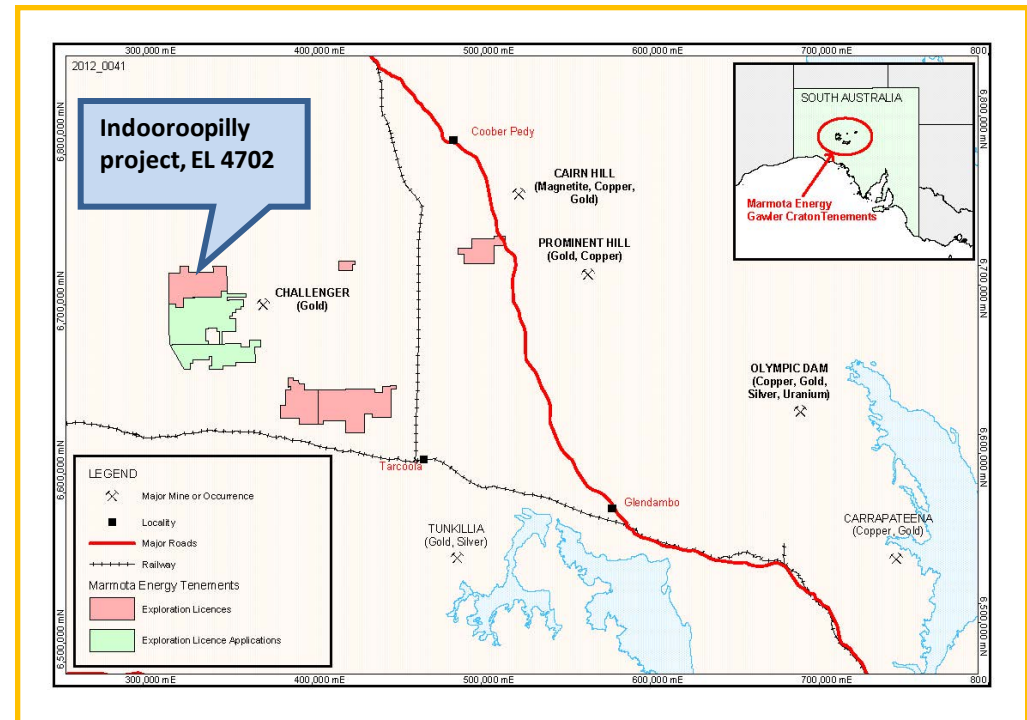 300,000 mE
400,000 mE
500,000 mE
600,000 mE
700,000 mE
800,
2012_0041
6,800,000 mN
6,700,000 mN
6,600,000 mN
6,500,000 mN
6,800,000 mN
6,700,000 mN
6,600,000 mN
6,500,000 mN
Indooroopilly
project, EL 4702
Coober Pedy
CAIRN HILL
(Magnetite, Copper,
Gold)
PROMINENT HILL
(Gold, Copper)
CHALLENGER
(Gold)
SOUTH AUSTRALIA
Marmota Energy
Gawler Craton Tenements
OLYMPIC DAM
(Copper, Gold,
Silver, Uranium)
Tarcoola
Glendambo
TUNKILLIA
(Gold, Silver)
CARRAPATEENA
(Copper, Gold)
LEGEND
Major Mine or Occurrence
Locality
Major Roads
Railway
Marmota Energy Tenements
Exploration Licences
Exploration Licence Applications
300,000 mE
400,000 mE
500,000 mE
600,000 mE
700,000 mE
800,